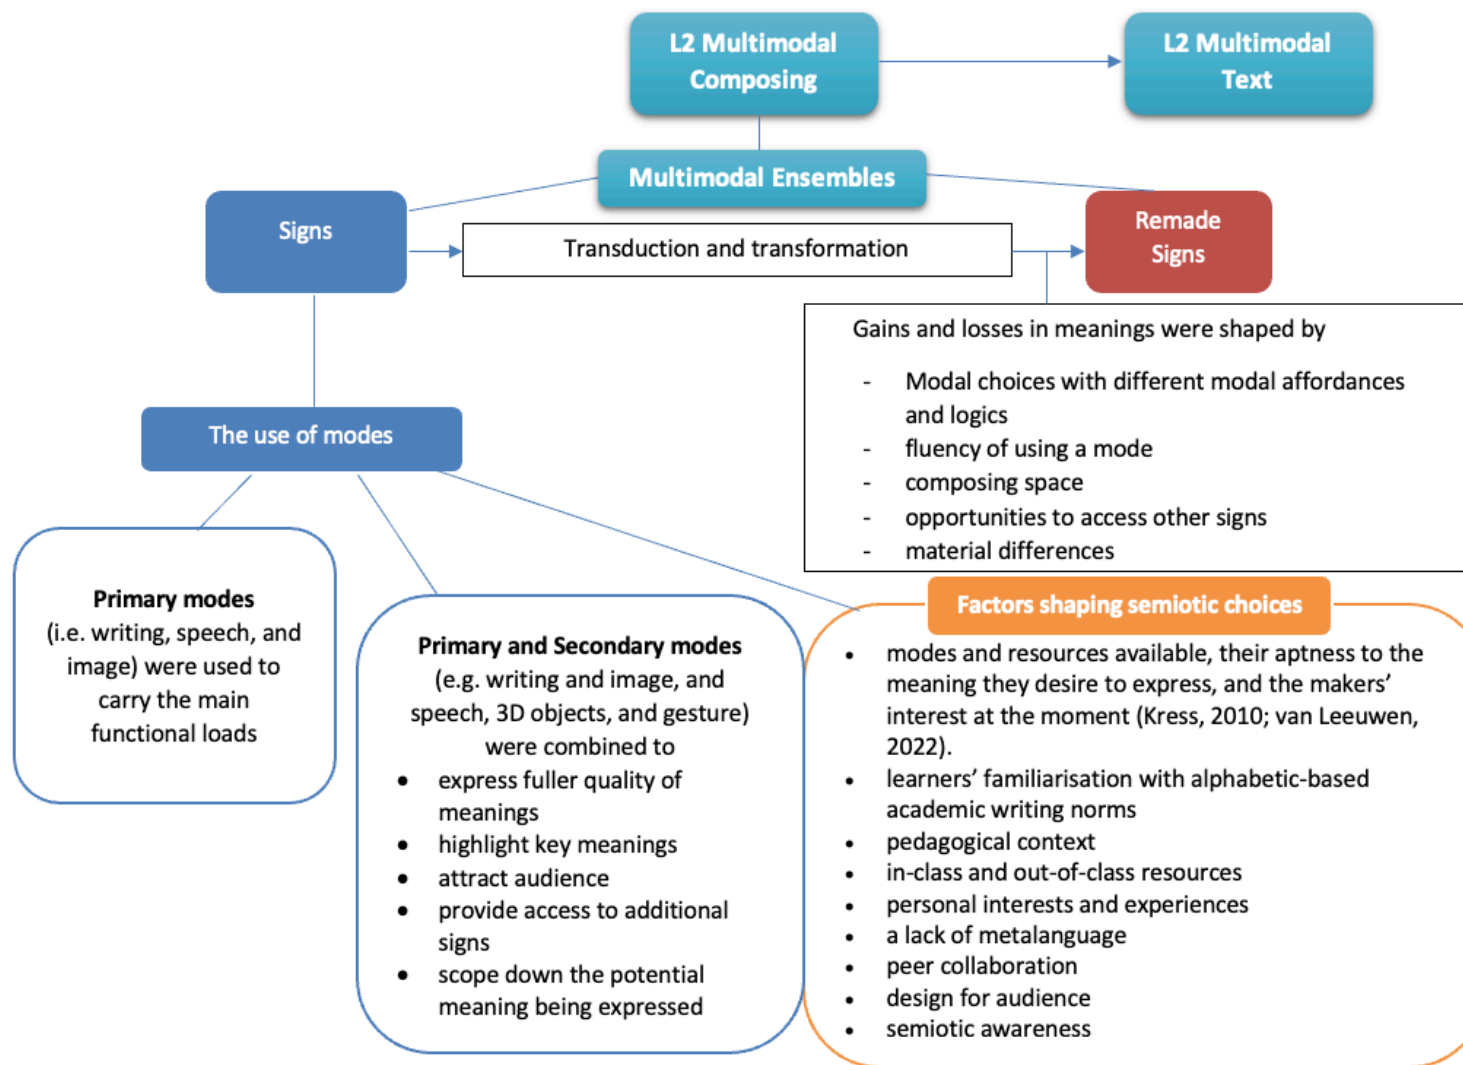 L2 Multimodal
Composing
L2 Multimodal
Text
Multimodal Ensembles
Signs
Transduction and transformation
Remade
Signs
Gains and losses in meanings were shaped by
- Modal choices with different modal affordances
and logics
- fluency of using a mode
- composing space
- opportunities to access other signs
- material differences
The use of modes
Primary modes
(i.e. writing, speech, and
image) were used to
carry the main
functional loads
Primary and Secondary modes
(e.g. writing and image, and
speech, 3D objects, and gesture)
were combined to
• express fuller quality of
meanings
• highlight key meanings
• attract audience
• provide access to additional
signs
• scope down the potential
meaning being expressed
Factors shaping semiotic choices
• modes and resources available, their aptness to the
meaning they desire to express, and the makers’
interest at the moment (Kress, 2010; van Leeuwen,
2022).
• learners’ familiarisation with alphabetic-based
academic writing norms
• pedagogical context
• in-class and out-of-class resources
• personal interests and experiences
• a lack of metalanguage
• peer collaboration
• design for audience
• semiotic awareness